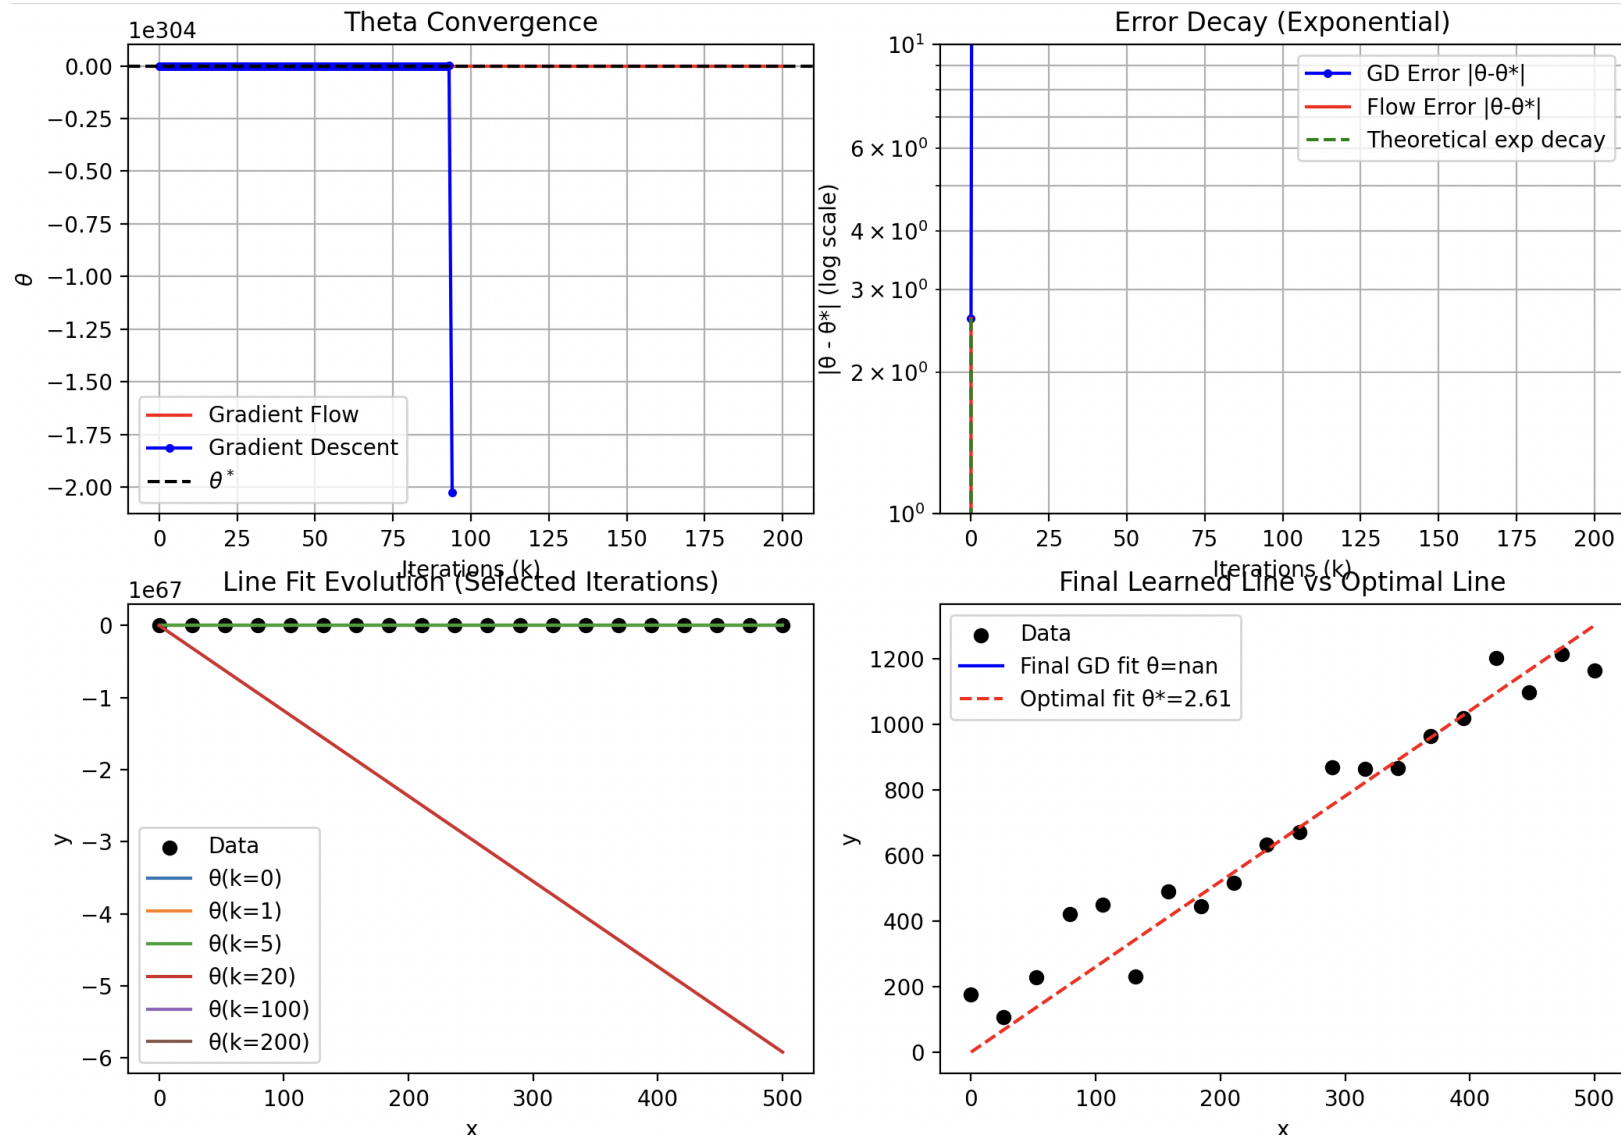 Theta Convergence
1e304
0.00
−0.25
−0.50
−0.75
−1.00
−1.25
−1.50
−1.75
−2.00
θ
Gradient Flow
Gradient Descent
θ*
0 25 50 75 100 125 150 175 200
Iterations (k)
Error Decay (Exponential)
10¹
6 × 10⁰
4 × 10⁰
3 × 10⁰
2 × 10⁰
10⁰
|θ - θ*| (log scale)
GD Error |θ-θ*|
Flow Error |θ-θ*|
Theoretical exp decay
0 25 50 75 100 125 150 175 200
Iterations (k)
Line Fit Evolution (Selected Iterations)
1e67
0
−1
−2
−3
−4
−5
−6
y
Data
θ(k=0)
θ(k=1)
θ(k=5)
θ(k=20)
θ(k=100)
θ(k=200)
0 100 200 300 400 500
x
Final Learned Line vs Optimal Line
1200
1000
800
600
400
200
0
y
Data
Final GD fit θ=nan
Optimal fit θ*=2.61
0 100 200 300 400 500
x